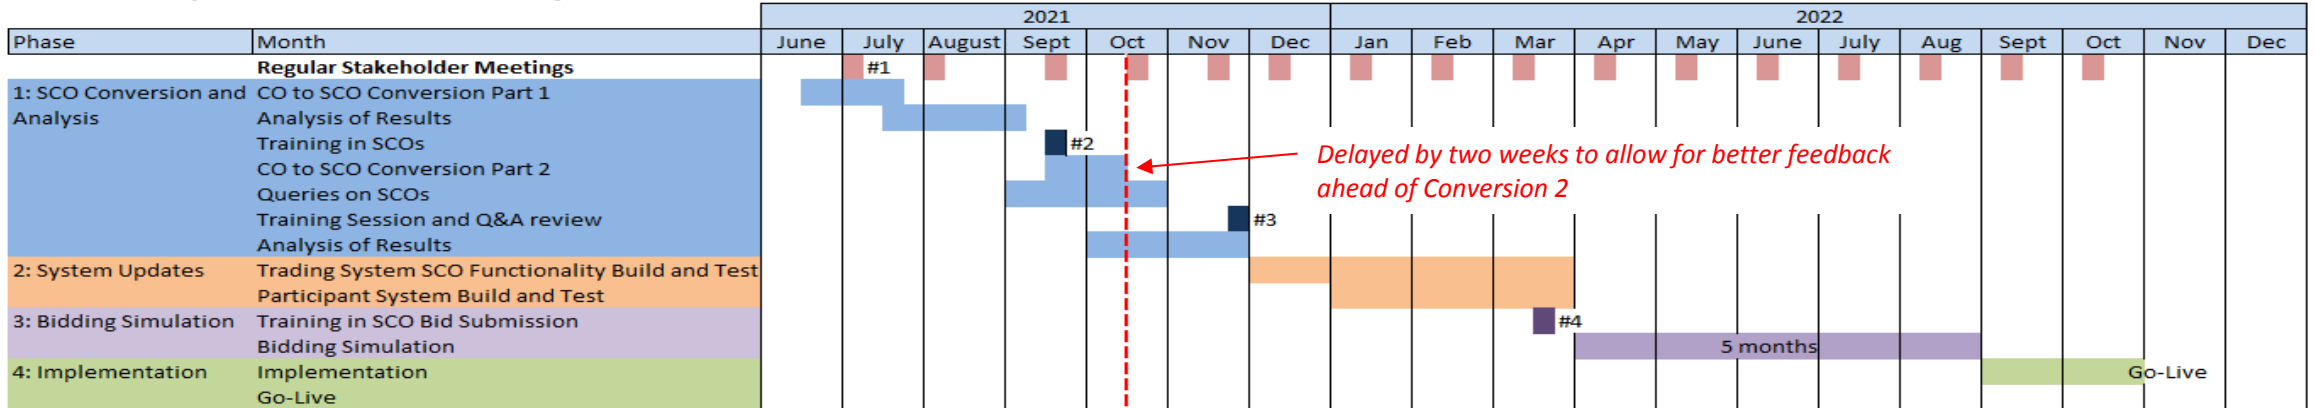 2021 2022
Phase Month June July August Sept Oct Nov Dec Jan Feb Mar Apr May June July Aug Sept Oct Nov Dec
Regular Stakeholder Meetings #1
1: SCO Conversion and CO to SCO Conversion Part 1
Analysis Analysis of Results
Training in SCOs #2
Delayed by two weeks to allow for better feedback
CO to SCO Conversion Part 2
ahead of Conversion 2
Queries on SCOs
Training Session and Q&A review #3
Analysis of Results
2: System Updates Trading System SCO Functionality Build and Test
Participant System Build and Test
3: Bidding Simulation Training in SCO Bid Submission #4
Bidding Simulation 5 months
4: Implementation Implementation Go-Live
Go-Live